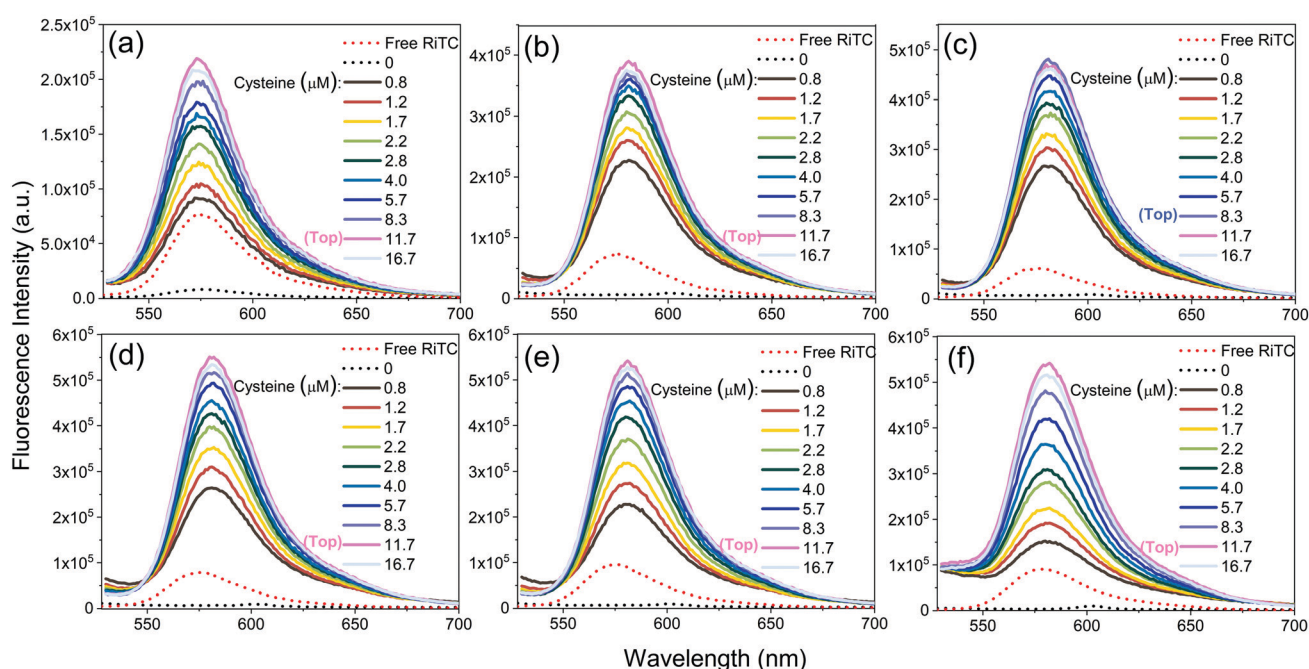 Fluorescence Intensity (a.u.)
(a)
2.5x10⁵
2.0x10⁵
1.5x10⁵
1.0x10⁵
5.0x10⁴
0.0
Free RiTC
0
Cysteine (μM): 0.8
1.2
1.7
2.2
2.8
4.0
5.7
8.3
(Top) 11.7
16.7
550 600 650 700
(b)
4x10⁵
3x10⁵
2x10⁵
1x10⁵
0
Free RiTC
0
Cysteine (μM): 0.8
1.2
1.7
2.2
2.8
4.0
5.7
8.3
(Top) 11.7
16.7
550 600 650 700
(c)
5x10⁵
4x10⁵
3x10⁵
2x10⁵
1x10⁵
0
Free RiTC
0
Cysteine (μM): 0.8
1.2
1.7
2.2
2.8
4.0
5.7
(Top) 8.3
11.7
16.7
550 600 650 700
(d)
6x10⁵
5x10⁵
4x10⁵
3x10⁵
2x10⁵
1x10⁵
0
Free RiTC
0
Cysteine (μM): 0.8
1.2
1.7
2.2
2.8
4.0
5.7
8.3
(Top) 11.7
16.7
550 600 650 700
(e)
6x10⁵
5x10⁵
4x10⁵
3x10⁵
2x10⁵
1x10⁵
0
Free RiTC
0
Cysteine (μM): 0.8
1.2
1.7
2.2
2.8
4.0
5.7
8.3
(Top) 11.7
16.7
550 600 650 700
(f)
6x10⁵
5x10⁵
4x10⁵
3x10⁵
2x10⁵
1x10⁵
0
Free RiTC
0
Cysteine (μM): 0.8
1.2
1.7
2.2
2.8
4.0
5.7
8.3
(Top) 11.7
16.7
550 600 650 700
Wavelength (nm)